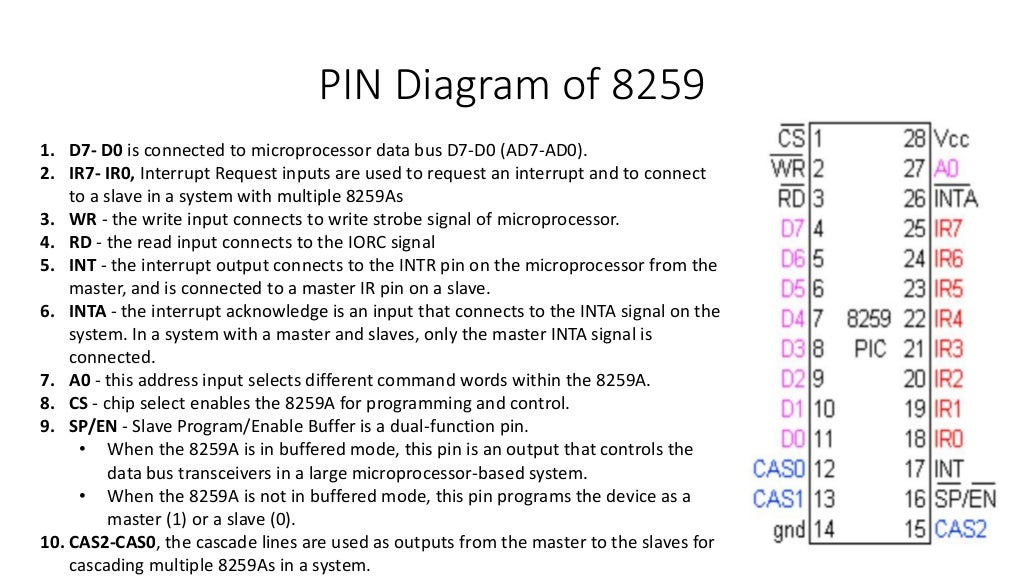 PIN Diagram of 8259
1. D7- D0 is connected to microprocessor data bus D7-D0 (AD7-AD0).
2. IR7- IR0, Interrupt Request inputs are used to request an interrupt and to connect
to a slave in a system with multiple 8259As
3. WR - the write input connects to write strobe signal of microprocessor.
4. RD - the read input connects to the IORC signal
5. INT - the interrupt output connects to the INTR pin on the microprocessor from the
master, and is connected to a master IR pin on a slave.
6. INTA - the interrupt acknowledge is an input that connects to the INTA signal on the
system. In a system with a master and slaves, only the master INTA signal is
connected.
7. A0 - this address input selects different command words within the 8259A.
8. CS - chip select enables the 8259A for programming and control.
9. SP/EN - Slave Program/Enable Buffer is a dual-function pin.
• When the 8259A is in buffered mode, this pin is an output that controls the
data bus transceivers in a large microprocessor-based system.
• When the 8259A is not in buffered mode, this pin programs the device as a
master (1) or a slave (0).
10. CAS2-CAS0, the cascade lines are used as outputs from the master to the slaves for
cascading multiple 8259As in a system.
CS 1 28 Vcc
WR 2 27 A0
RD 3 26 INTA
D7 4 25 IR7
D6 5 24 IR6
D5 6 23 IR5
D4 7 8259 22 IR4
D3 8 PIC 21 IR3
D2 9 20 IR2
D1 10 19 IR1
D0 11 18 IR0
CAS0 12 17 INT
CAS1 13 16 SP/EN
gnd 14 15 CAS2